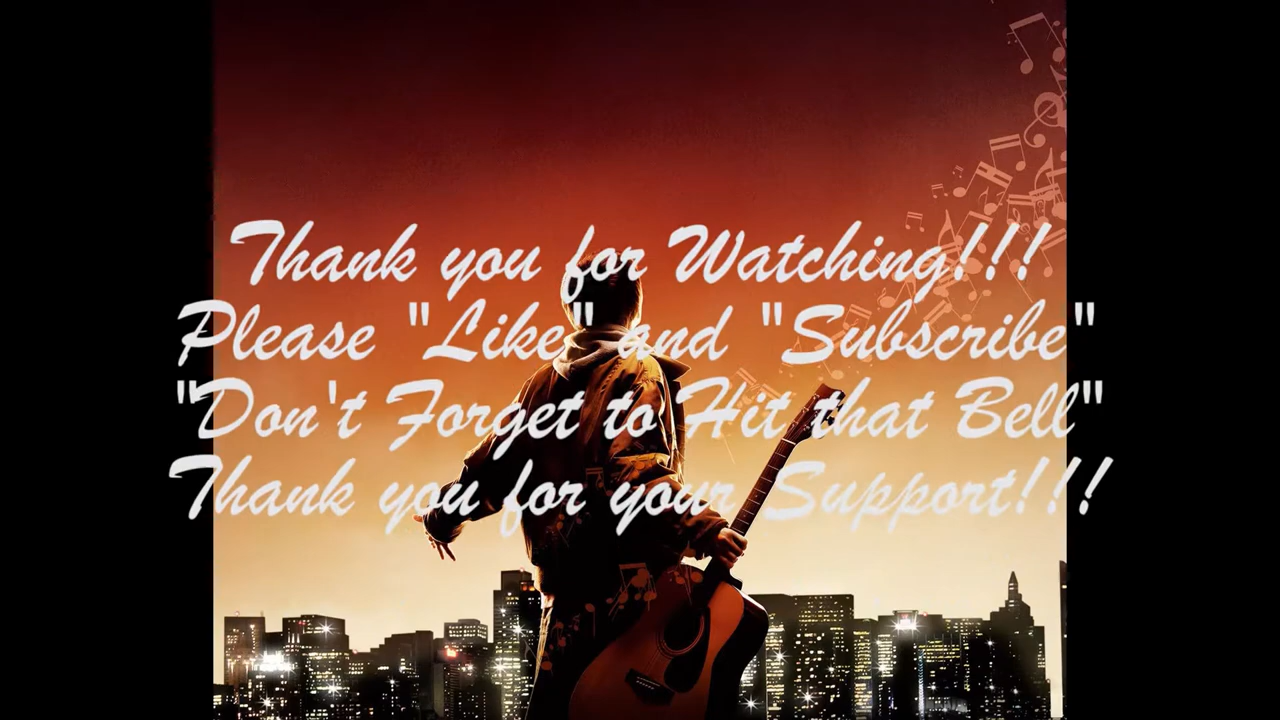 Thank you for Watching!!!
Please "Like" and "Subscribe"
"Don't Forget to Hit that Bell"
Thank you for your Support!!!